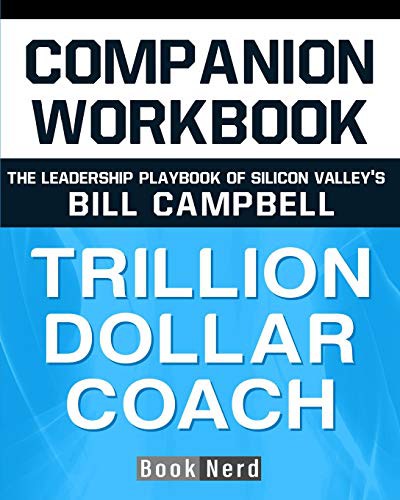 COMPANION
WORKBOOK
THE LEADERSHIP PLAYBOOK OF SILICON VALLEY'S
BILL CAMPBELL
TRILLION
DOLLAR
COACH
Book Nerd